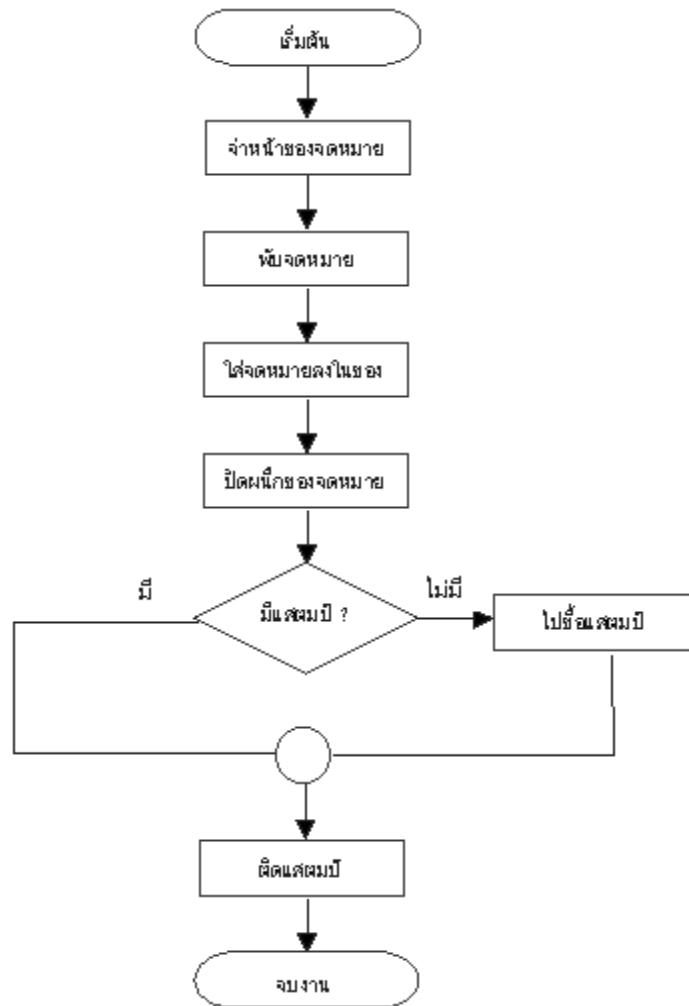 เริ่มต้น
จ่าหน้าซองจดหมาย
พับจดหมาย
ใส่จดหมายลงในซอง
ปิดผนึกซองจดหมาย
มี
มีแสตมป์ ?
ไม่มี
ไปซื้อแสตมป์
ติดแสตมป์
จบงาน